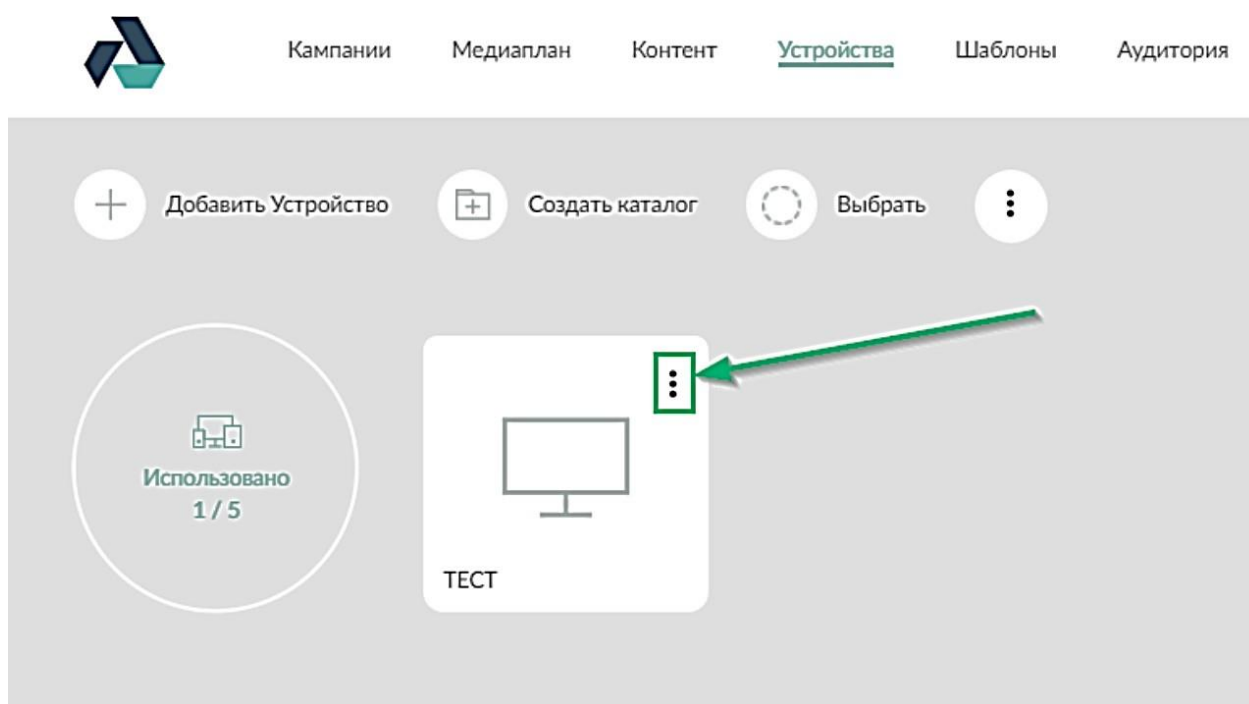 Кампании Медиаплан Контент Устройства Шаблоны Аудитория
Добавить Устройство Создать каталог Выбрать
Использовано
1 / 5
ТЕСТ